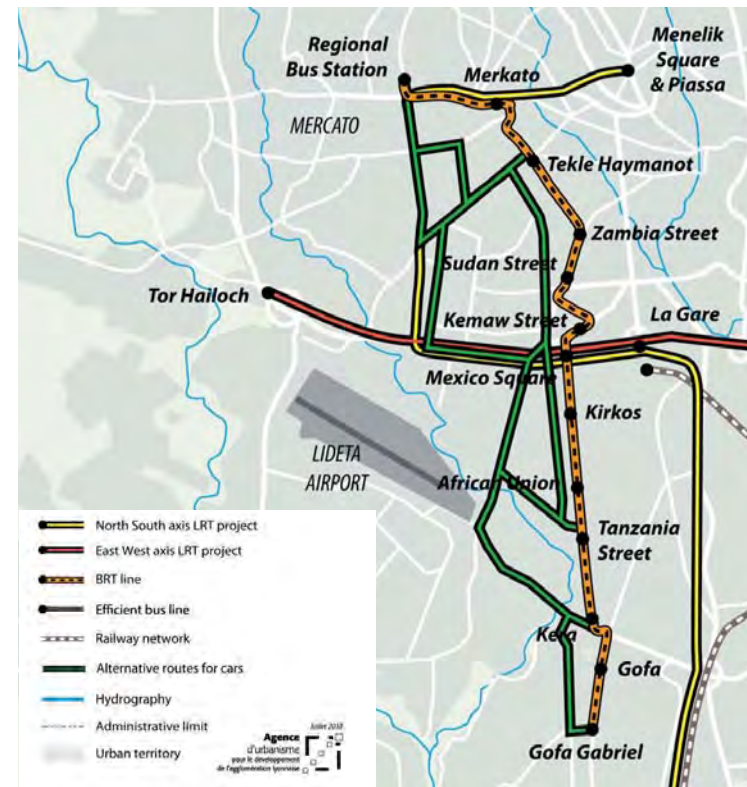 Regional
Bus Station
Merkato
Menelik
Square
& Piassa
MERCATO
Tekle Haymanot
Zambia Street
Sudan Street
Tor Hailoch
Kemaw Street
La Gare
Mexico Square
Kirkos
LIDETA
AIRPORT
African Union
Tanzania
Street
Kera
Gofa
Gofa Gabriel
North South axis LRT project
East West axis LRT project
BRT line
Efficient bus line
Railway network
Alternative routes for cars
Hydrography
Administrative limit
Urban territory
Agence
d'urbanisme
pour le développement
de l'agglomération lyonnaise